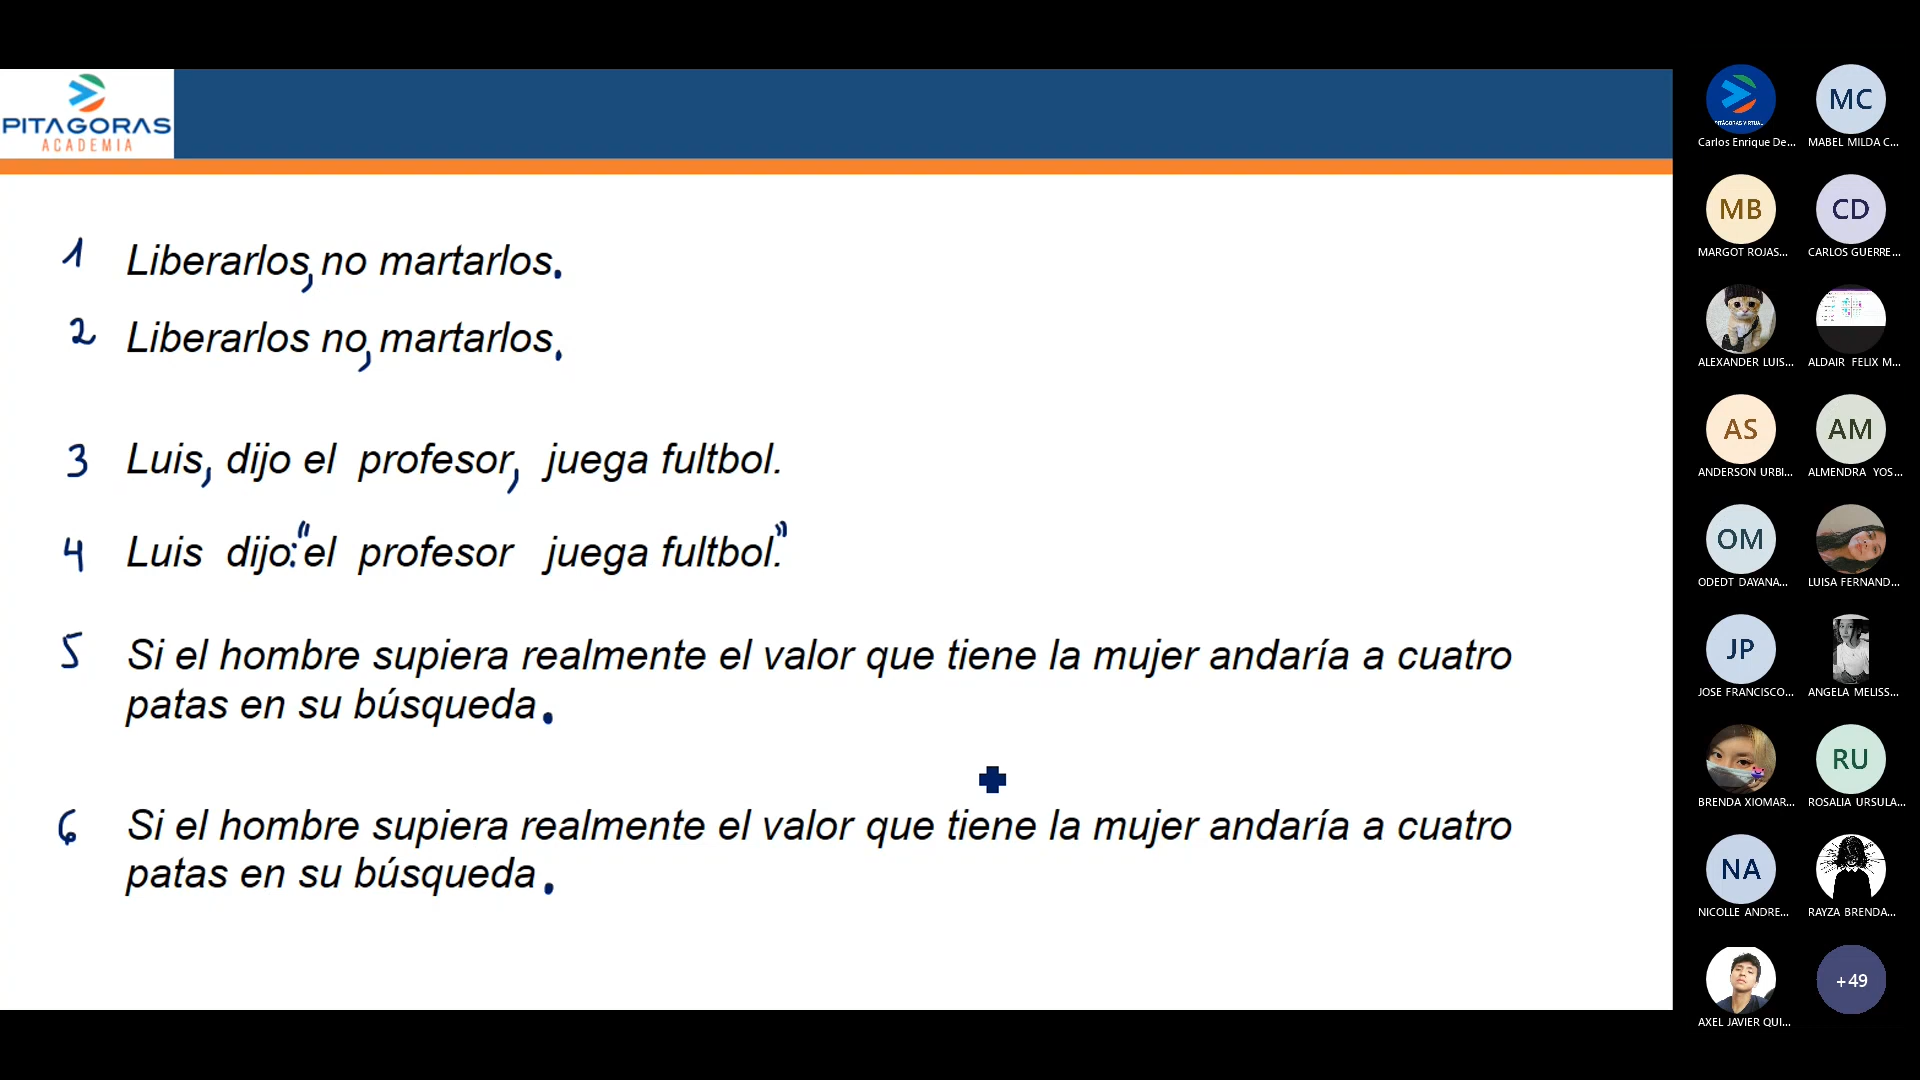 PITAGORAS
ACADEMIA
1 Liberarlos, no martarlos.
2 Liberarlos no, martarlos.
3 Luis, dijo el profesor, juega fultbol.
4 Luis dijo: "el profesor juega fultbol."
5 Si el hombre supiera realmente el valor que tiene la mujer andaría a cuatro
patas en su búsqueda.
6 Si el hombre supiera realmente el valor que tiene la mujer andaría a cuatro
patas en su búsqueda.
MC
Carlos Enrique De... MABEL MILDA C...
MB CD
MARGOT ROJAS... CARLOS GUERRE...
ALEXANDER LUIS... ALDAIR FELIX M...
AS AM
ANDERSON URBI... ALMENDRA YOS...
OM
ODEDT DAYANA... LUISA FERNAND...
JP
JOSE FRANCISCO... ANGELA MELISS...
RU
BRENDA XIOMAR... ROSALIA URSULA...
NA
NICOLLE ANDRE... RAYZA BRENDA...
+49
AXEL JAVIER QUI...